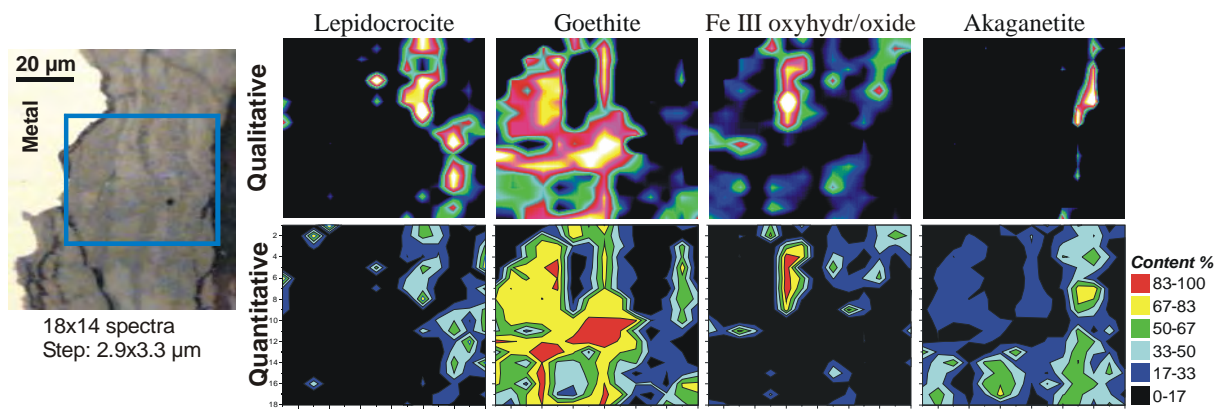 Lepidocrocite Goethite Fe III oxyhydr/oxide Akaganetite
20 µm
Metal
18x14 spectra
Step: 2.9x3.3 µm
Qualitative
Quantitative
2
4
6
8
10
12
14
16
18
Content %
83-100
67-83
50-67
33-50
17-33
0-17